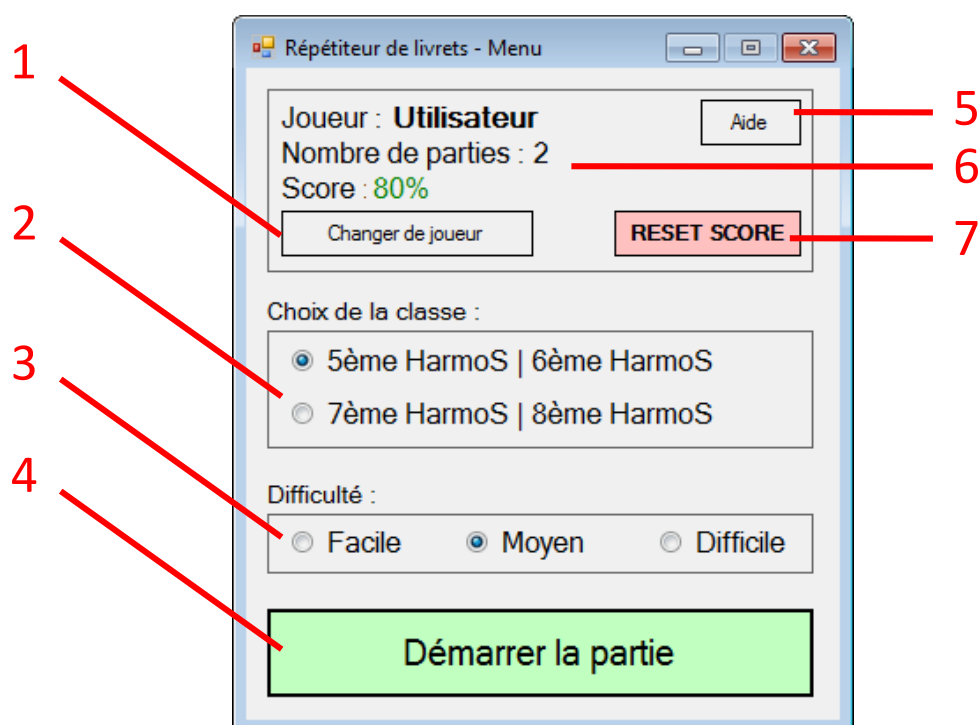 Répétiteur de livrets - Menu
1
5
Joueur : Utilisateur
Aide
Nombre de parties : 2
6
Score : 80%
2
Changer de joueur
RESET SCORE
7
Choix de la classe :
3
5ème HarmoS | 6ème HarmoS
7ème HarmoS | 8ème HarmoS
4
Difficulté :
Facile
Moyen
Difficile
Démarrer la partie